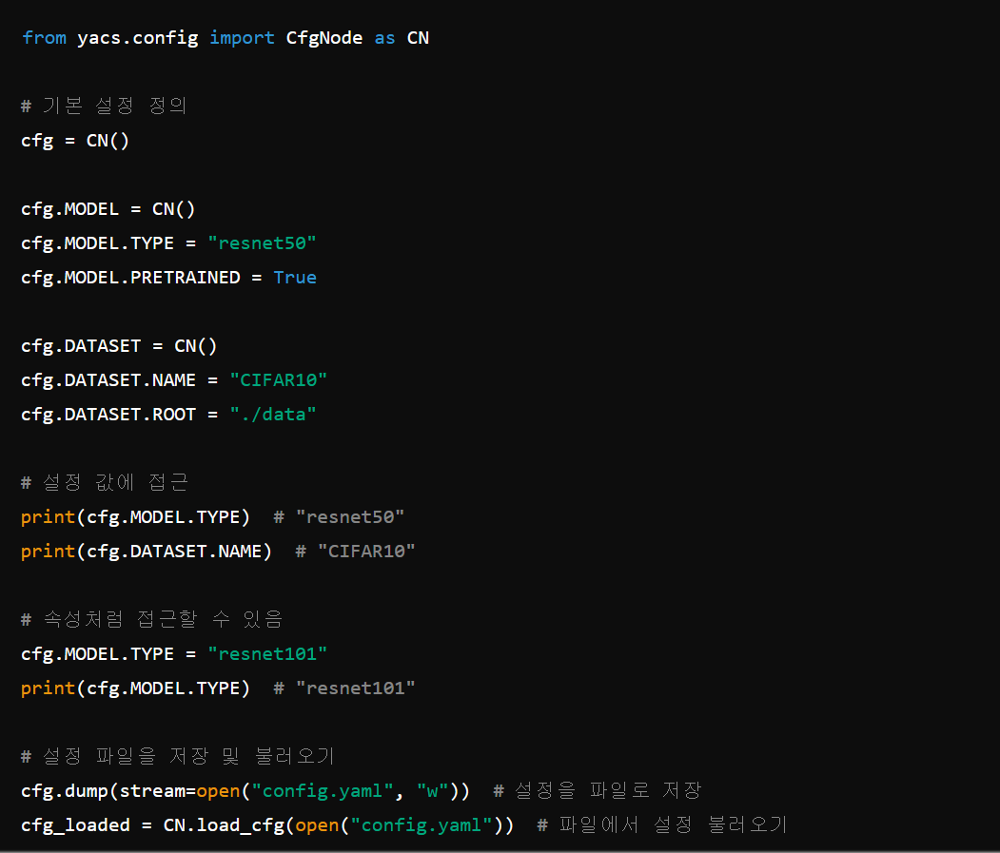 from yacs.config import CfgNode as CN
# 기본 설정 정의
cfg = CN()
cfg.MODEL = CN()
cfg.MODEL.TYPE = "resnet50"
cfg.MODEL.PRETRAINED = True
cfg.DATASET = CN()
cfg.DATASET.NAME = "CIFAR10"
cfg.DATASET.ROOT = "./data"
# 설정 값에 접근
print(cfg.MODEL.TYPE)  # "resnet50"
print(cfg.DATASET.NAME)  # "CIFAR10"
# 속성처럼 접근할 수 있음
cfg.MODEL.TYPE = "resnet101"
print(cfg.MODEL.TYPE)  # "resnet101"
# 설정 파일을 저장 및 불러오기
cfg.dump(stream=open("config.yaml", "w"))  # 설정을 파일로 저장
cfg_loaded = CN.load_cfg(open("config.yaml"))  # 파일에서 설정 불러오기